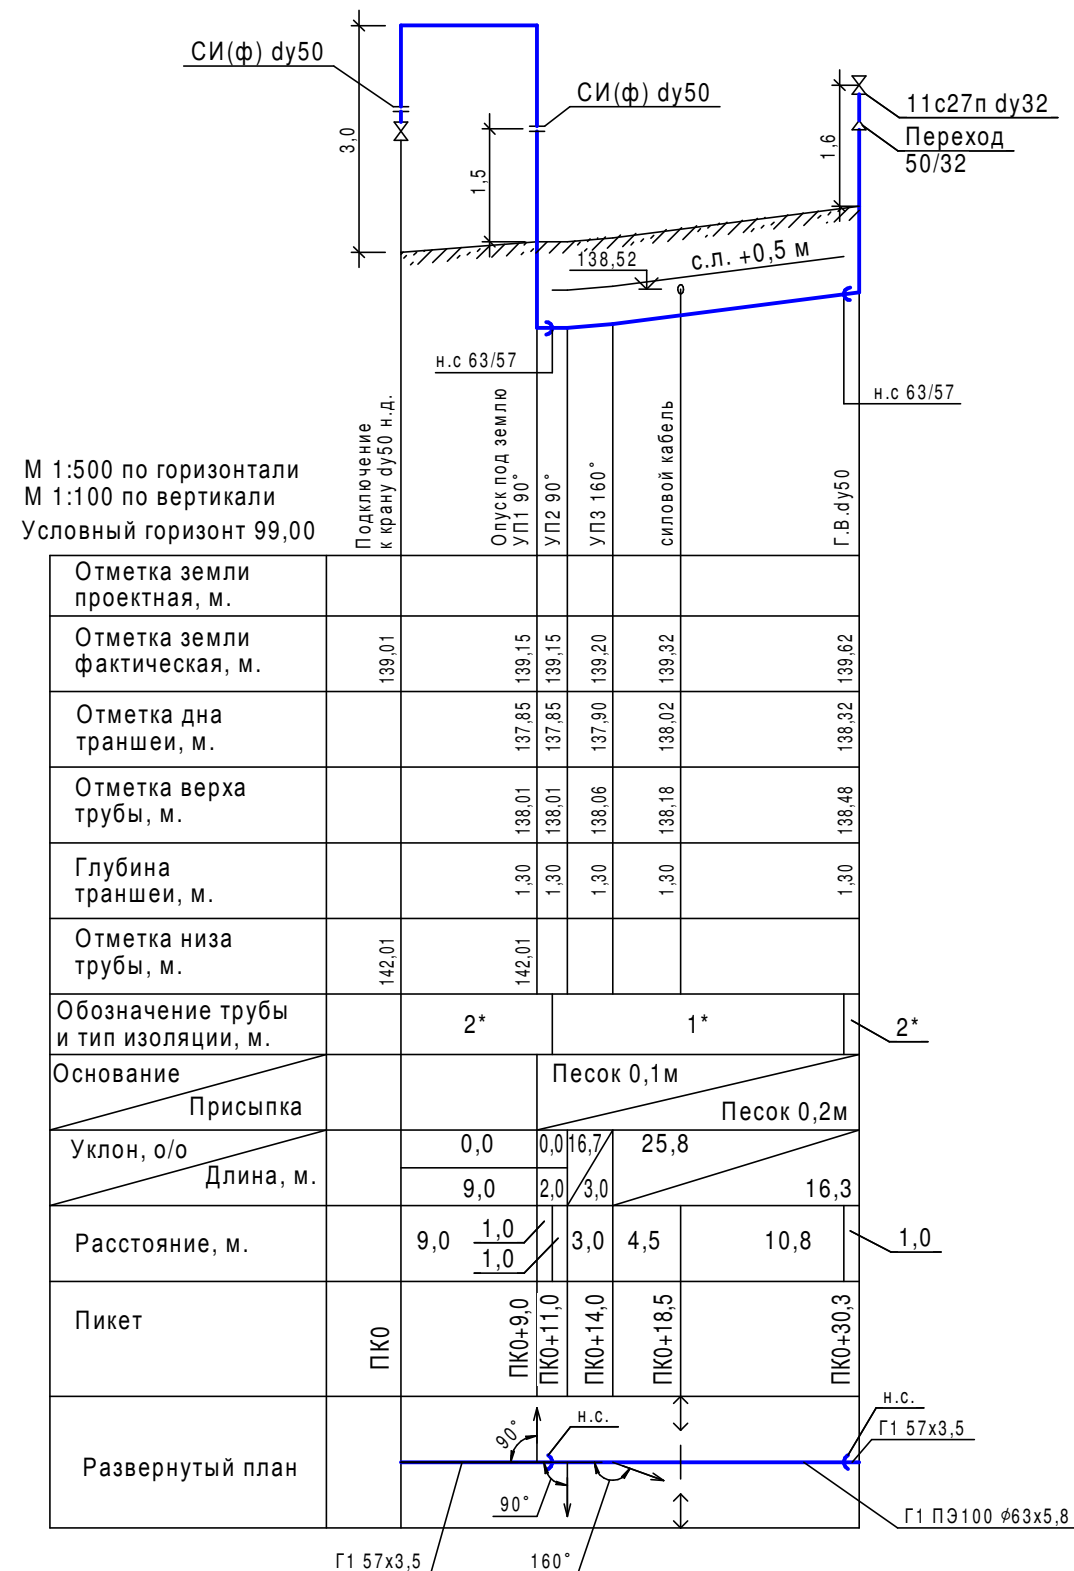 СИ(ф) dy50
3,0
СИ(ф) dy50
1,5
1,6
11с27п dy32
Переход
50/32
138,52
с.л. +0,5 м
н.с 63/57
н.с 63/57
Подключение
к крану dy50 н.д.
Опуск под землю
УП1 90°
УП2 90°
УП3 160°
силовой кабель
Г.В.dy50
М 1:500 по горизонтали
М 1:100 по вертикали
Условный горизонт 99,00
Отметка земли
проектная, м.
Отметка земли
фактическая, м.
139,01
139,15
139,15
139,20
139,32
139,62
Отметка дна
траншеи, м.
137,85
137,85
137,90
138,02
138,32
Отметка верха
трубы, м.
138,01
138,01
138,06
138,18
138,48
Глубина
траншеи, м.
1,30
1,30
1,30
1,30
1,30
Отметка низа
трубы, м.
142,01
142,01
Обозначение трубы
и тип изоляции, м.
2*
1*
2*
Основание
Присыпка
Песок 0,1м
Песок 0,2м
Уклон, о/о
Длина, м.
0,0
0,0
16,7
25,8
9,0
2,0
3,0
16,3
Расстояние, м.
9,0
1,0
1,0
3,0
4,5
10,8
1,0
Пикет
ПК0
ПК0+9,0
ПК0+11,0
ПК0+14,0
ПК0+18,5
ПК0+30,3
Развернутый план
90°
н.с.
90°
н.с.
Г1 57х3,5
Г1 ПЭ100 ϕ63х5,8
Г1 57х3,5
160°